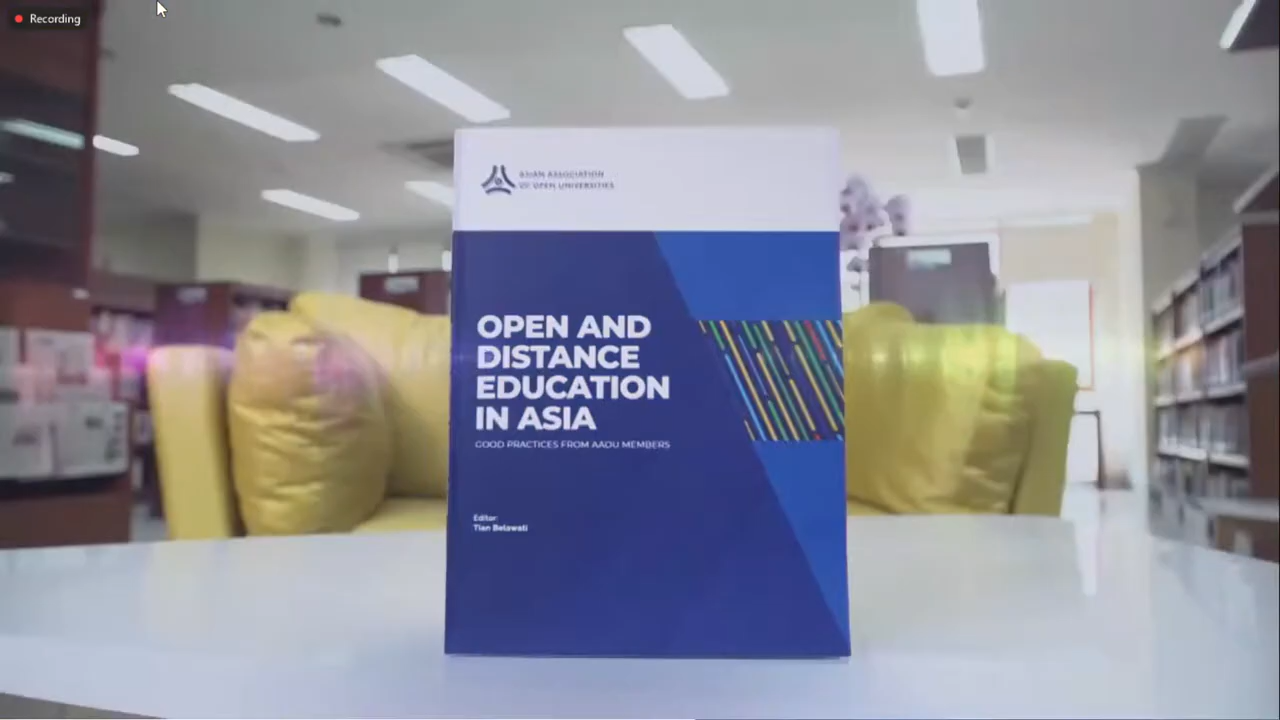 Recording
ASIAN ASSOCIATION
OF OPEN UNIVERSITIES
OPEN AND
DISTANCE
EDUCATION
IN ASIA
GOOD PRACTICES FROM AAOU MEMBERS
Editor:
Tian Belawati